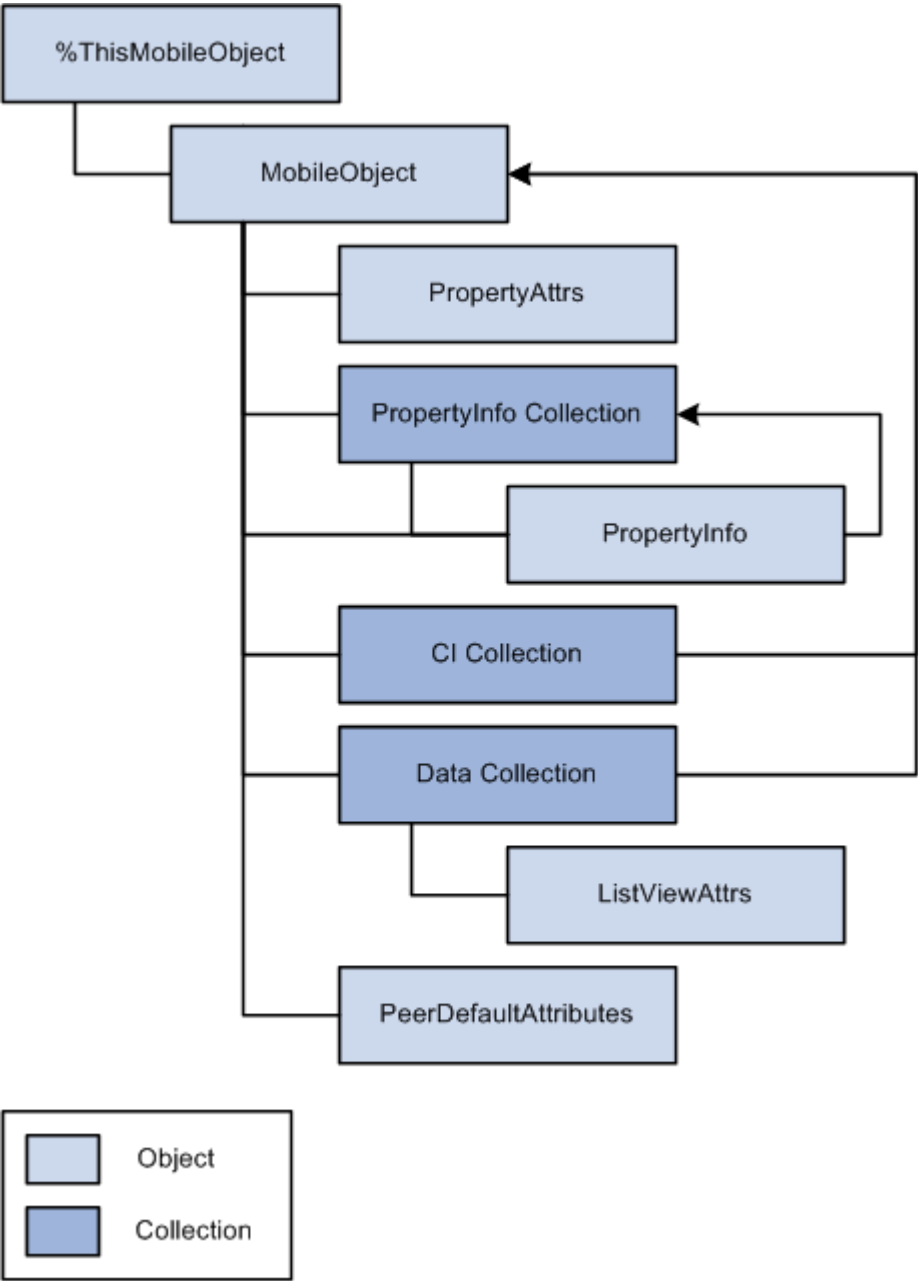 %ThisMobileObject
MobileObject
PropertyAttrs
PropertyInfo Collection
PropertyInfo
CI Collection
Data Collection
ListViewAttrs
PeerDefaultAttributes
Object
Collection